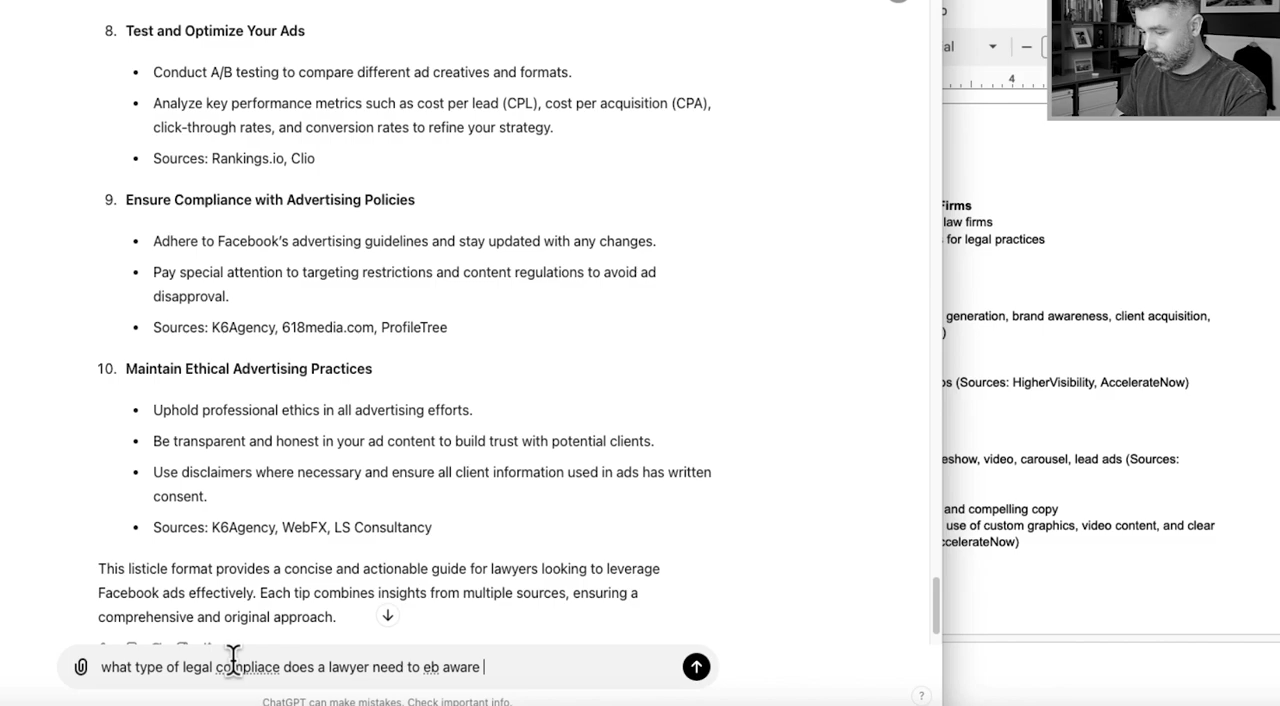 8. Test and Optimize Your Ads
• Conduct A/B testing to compare different ad creatives and formats.
• Analyze key performance metrics such as cost per lead (CPL), cost per acquisition (CPA),
click-through rates, and conversion rates to refine your strategy.
• Sources: Rankings.io, Clio
9. Ensure Compliance with Advertising Policies
• Adhere to Facebook's advertising guidelines and stay updated with any changes.
• Pay special attention to targeting restrictions and content regulations to avoid ad
disapproval.
• Sources: K6Agency, 618media.com, ProfileTree
10. Maintain Ethical Advertising Practices
• Uphold professional ethics in all advertising efforts.
• Be transparent and honest in your ad content to build trust with potential clients.
• Use disclaimers where necessary and ensure all client information used in ads has written
consent.
• Sources: K6Agency, WebFX, LS Consultancy
This listicle format provides a concise and actionable guide for lawyers looking to leverage
Facebook ads effectively. Each tip combines insights from multiple sources, ensuring a
comprehensive and original approach.
what type of legal compliace does a lawyer need to eb aware
ChatGPT can make mistakes. Check important info.
?
al
4
Firms
law firms
for legal practices
generation, brand awareness, client acquisition,
)
os (Sources: HigherVisibility, AccelerateNow)
eshow, video, carousel, lead ads (Sources:
and compelling copy
use of custom graphics, video content, and clear
ccelerateNow)